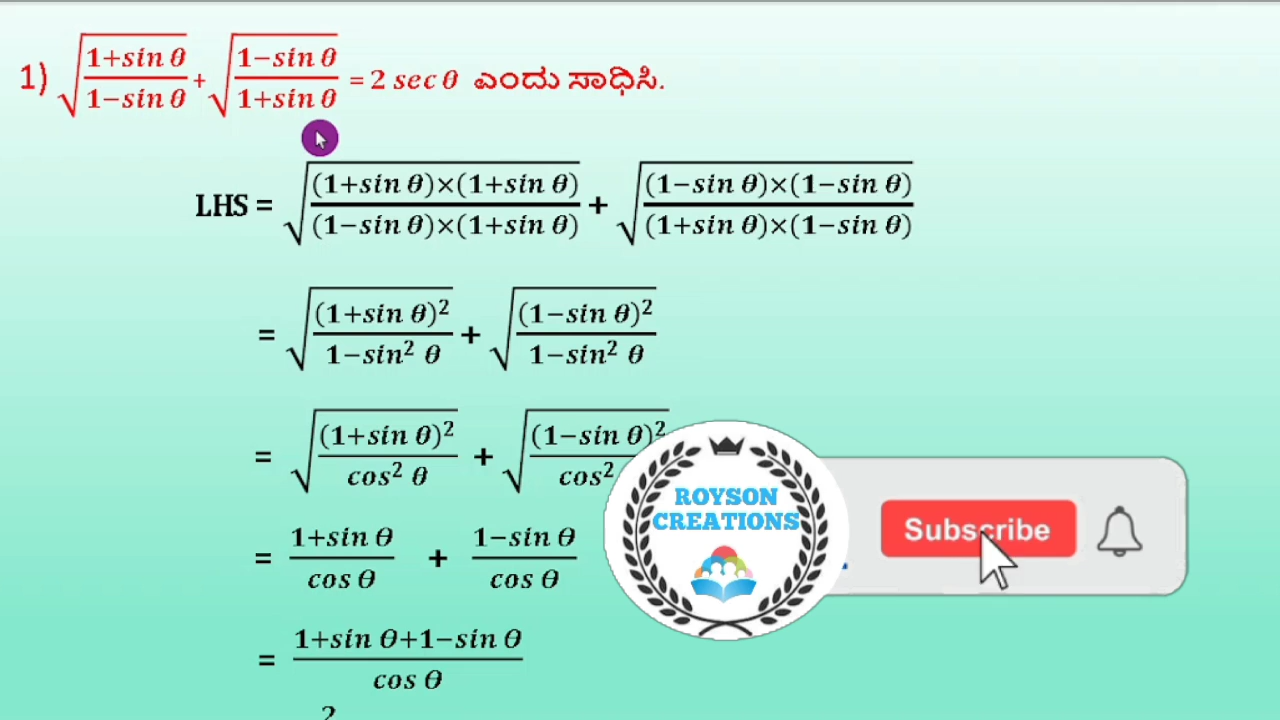 1) √((1+sin θ)/(1−sin θ)) + √((1−sin θ)/(1+sin θ)) = 2 sec θ ಎಂದು ಸಾಧಿಸಿ.
LHS = √(((1+sin θ)×(1+sin θ))/((1−sin θ)×(1+sin θ))) + √(((1−sin θ)×(1−sin θ))/((1+sin θ)×(1−sin θ)))
= √((1+sin θ)²/(1−sin² θ)) + √((1−sin θ)²/(1−sin² θ))
= √((1+sin θ)²/(cos² θ)) + √((1−sin θ)²/(cos²
= (1+sin θ)/(cos θ) + (1−sin θ)/(cos θ)
= (1+sin θ+1−sin θ)/(cos θ)
2
ROYSON
CREATIONS
Subscribe